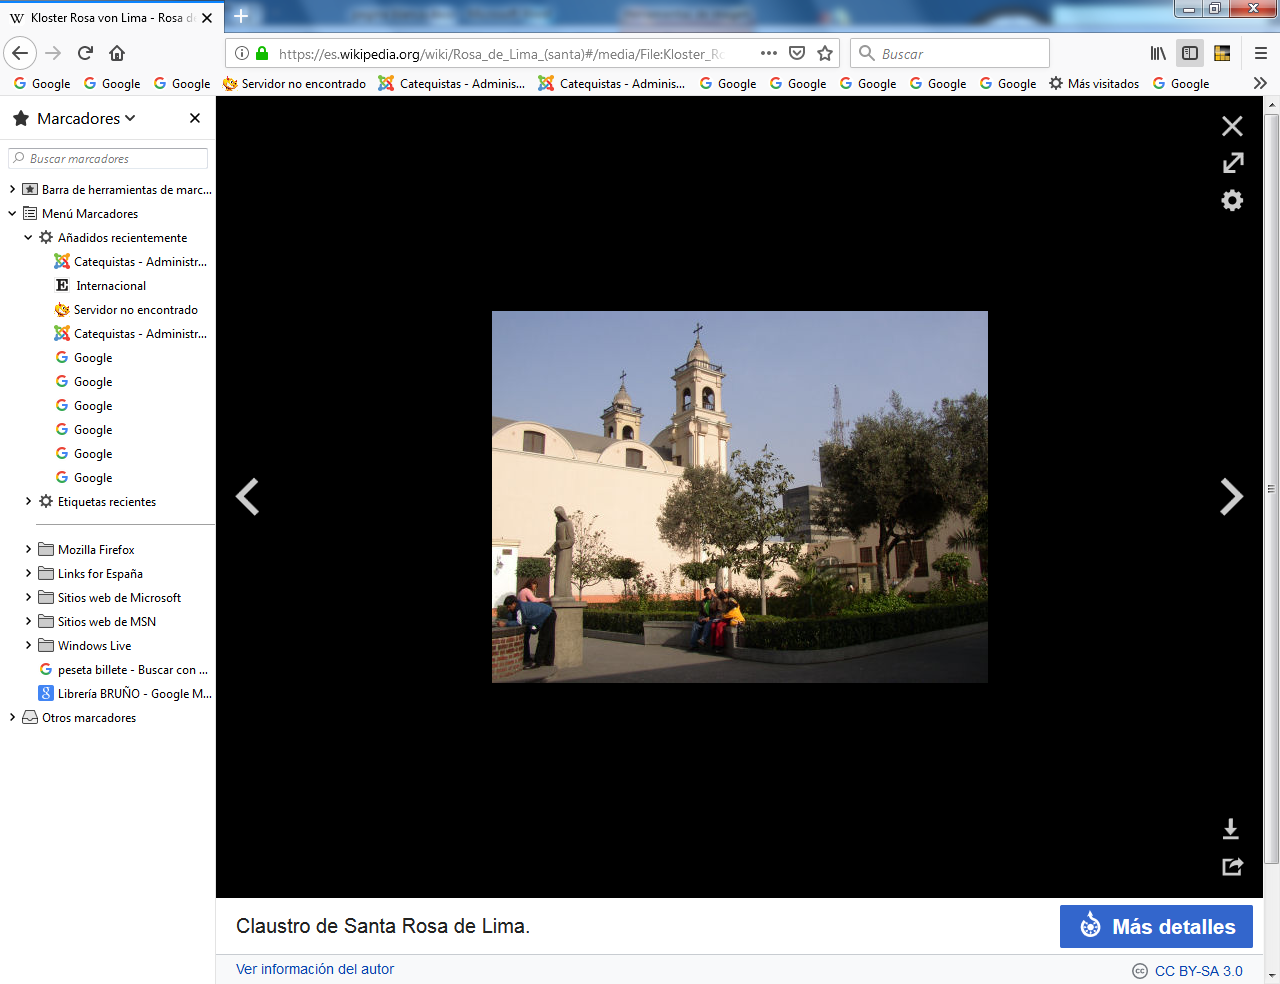 Kloster Rosa von Lima - Rosa de
https://es.wikipedia.org/wiki/Rosa_de_Lima_(santa)#/media/File:Kloster_Ro
Buscar
Google Google Google Servidor no encontrado Catequistas - Adminis... Catequistas - Adminis... Google Google Google Google Google Más visitados Google
Marcadores
Buscar marcadores
Barra de herramientas de marc...
Menú Marcadores
Añadidos recientemente
Catequistas - Administr...
E Internacional
Servidor no encontrado
Catequistas - Administr...
Google
Google
Google
Google
Google
Google
Etiquetas recientes
Mozilla Firefox
Links for España
Sitios web de Microsoft
Sitios web de MSN
Windows Live
peseta billete - Buscar con ...
Librería BRUÑO - Google M...
Otros marcadores
Claustro de Santa Rosa de Lima.
Más detalles
Ver información del autor
cc CC BY-SA 3.0